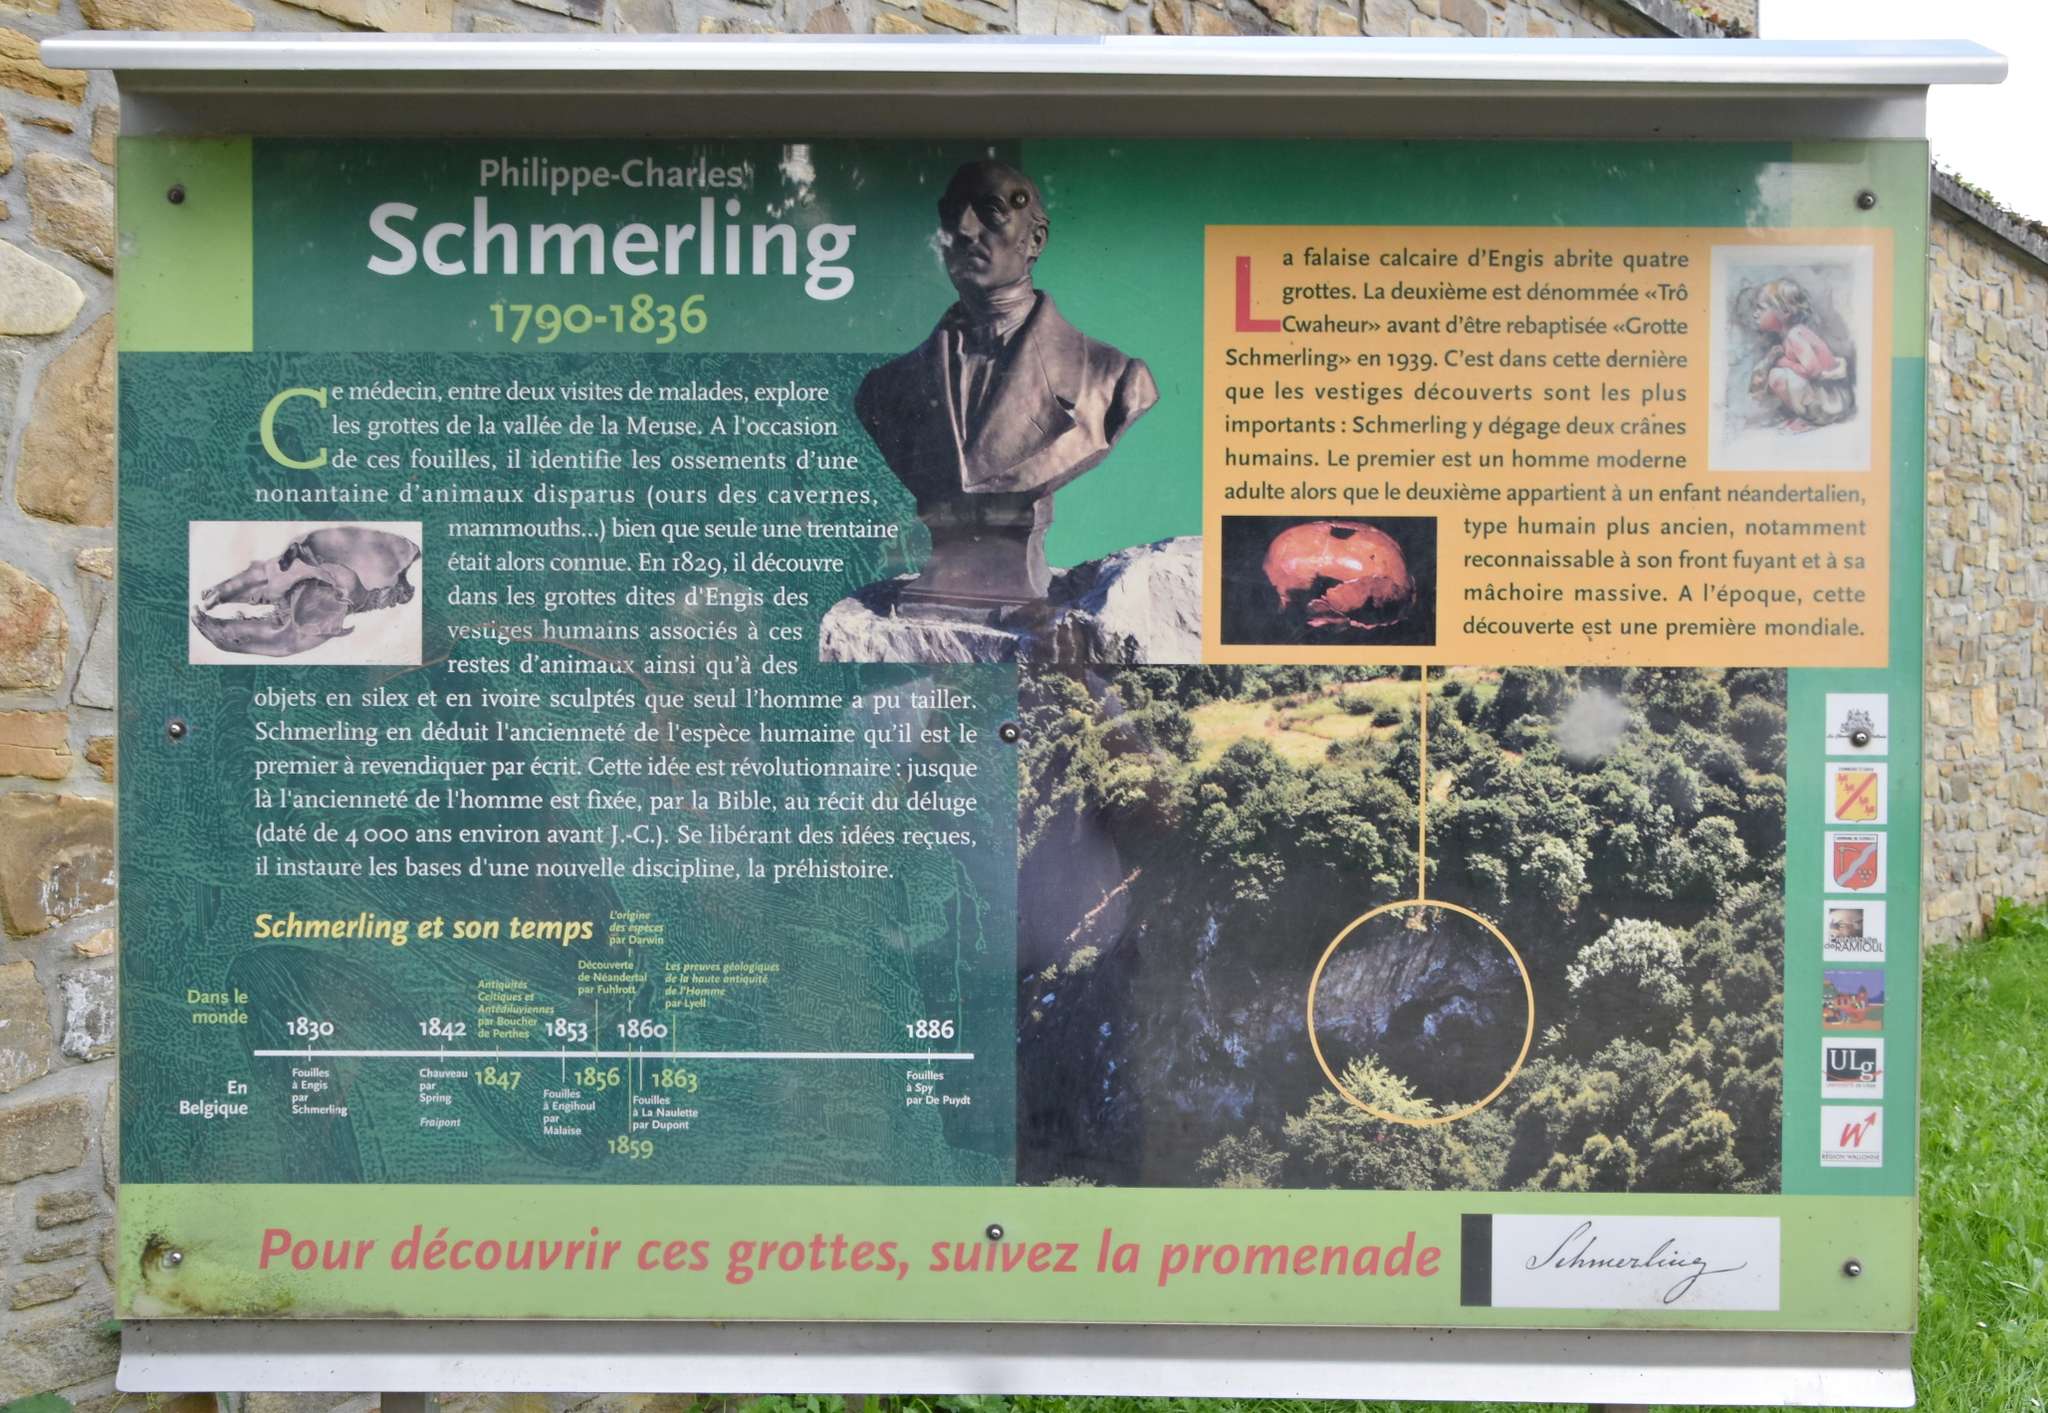 Philippe-Charles
Schmerling
1790-1836
Ce médecin, entre deux visites de malades, explore
les grottes de la vallée de la Meuse. A l'occasion
de ces fouilles, il identifie les ossements d'une
nonantaine d'animaux disparus (ours des cavernes,
mammouths...) bien que seule une trentaine
était alors connue. En 1829, il découvre
dans les grottes dites d'Engis des
vestiges humains associés à ces
restes d'animaux ainsi qu'à des
objets en silex et en ivoire sculptés que seul l'homme a pu tailler.
Schmerling en déduit l'ancienneté de l'espèce humaine qu'il est le
premier à revendiquer par écrit. Cette idée est révolutionnaire : jusque
là l'ancienneté de l'homme est fixée, par la Bible, au récit du déluge
(daté de 4 000 ans environ avant J.-C.). Se libérant des idées reçues,
il instaure les bases d'une nouvelle discipline, la préhistoire.
La falaise calcaire d'Engis abrite quatre
grottes. La deuxième est dénommée «Trô
Cwaheur» avant d'être rebaptisée «Grotte
Schmerling» en 1939. C'est dans cette dernière
que les vestiges découverts sont les plus
importants : Schmerling y dégage deux crânes
humains. Le premier est un homme moderne
adulte alors que le deuxième appartient à un enfant néandertalien,
type humain plus ancien, notamment
reconnaissable à son front fuyant et à sa
mâchoire massive. A l'époque, cette
découverte est une première mondiale.
Schmerling et son temps
L'origine
des espèces
par Darwin
Découverte
de Néandertal
par Fuhlrott
Les preuves géologiques
de la haute antiquité
de l'Homme
par Lyell
Antiquités
Celtiques et
Antédiluviennes
par Boucher
de Perthes
Dans le
monde
1830
1842
1853
1860
1886
En
Belgique
Fouilles
à Engis
par
Schmerling
Chauveau
par
Spring
Fraipont
1847
Fouilles
à Engihoul
par
Malaise
1856
1859
1863
Fouilles
à La Naulette
par Dupont
Fouilles
à Spy
par De Puydt
RAMIOUL
ULg
UNIVERSITÉ DE LIÈGE
RÉGION WALLONNE
Pour découvrir ces grottes, suivez la promenade
Schmerling